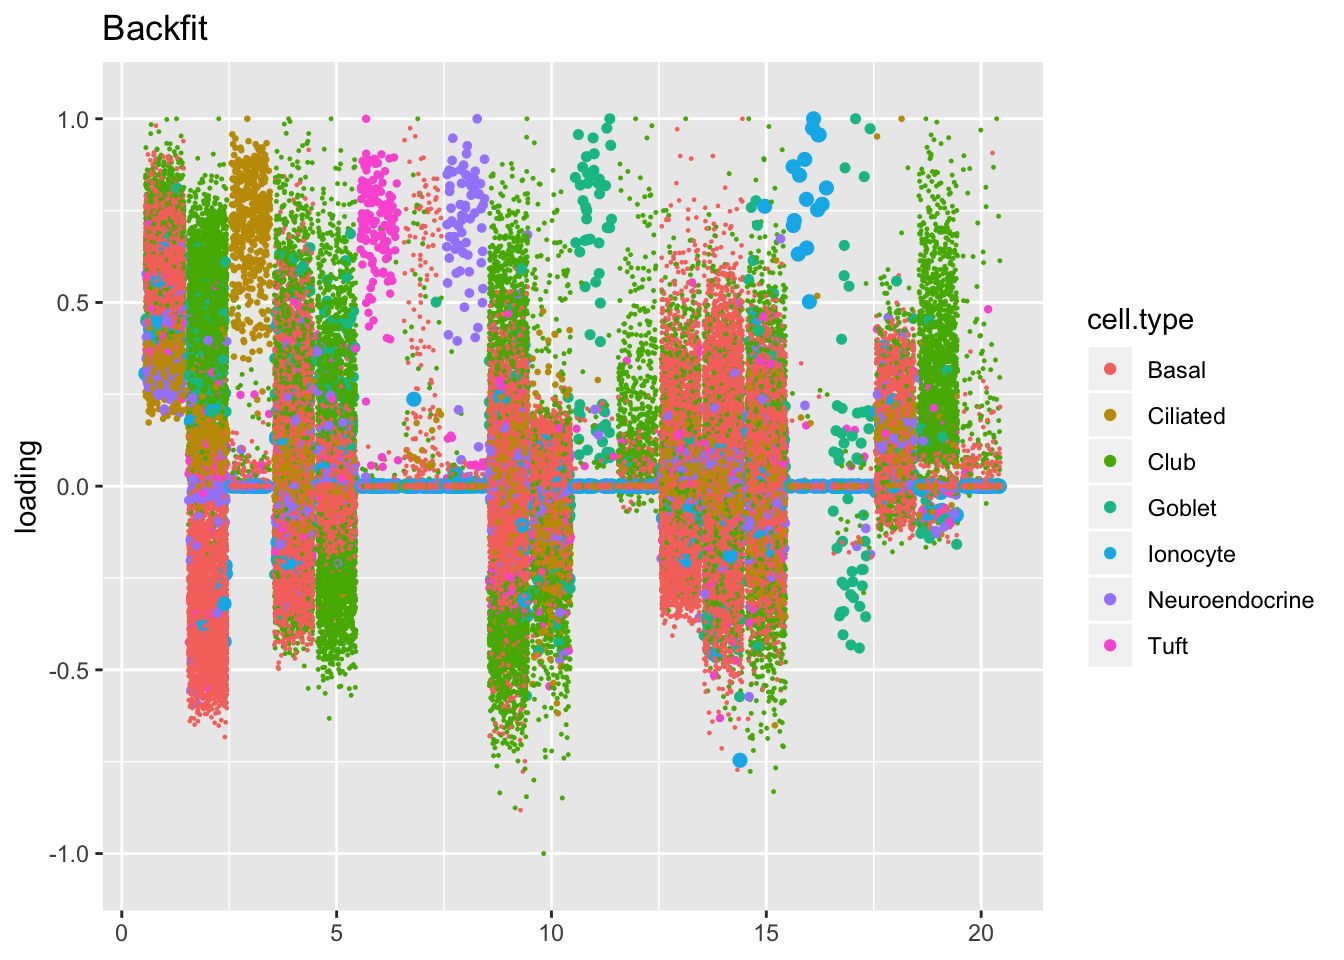 Backfit
1.0
0.5
0.0
-0.5
-1.0
loading
0
5
10
15
20
cell.type
Basal
Ciliated
Club
Goblet
Ionocyte
Neuroendocrine
Tuft